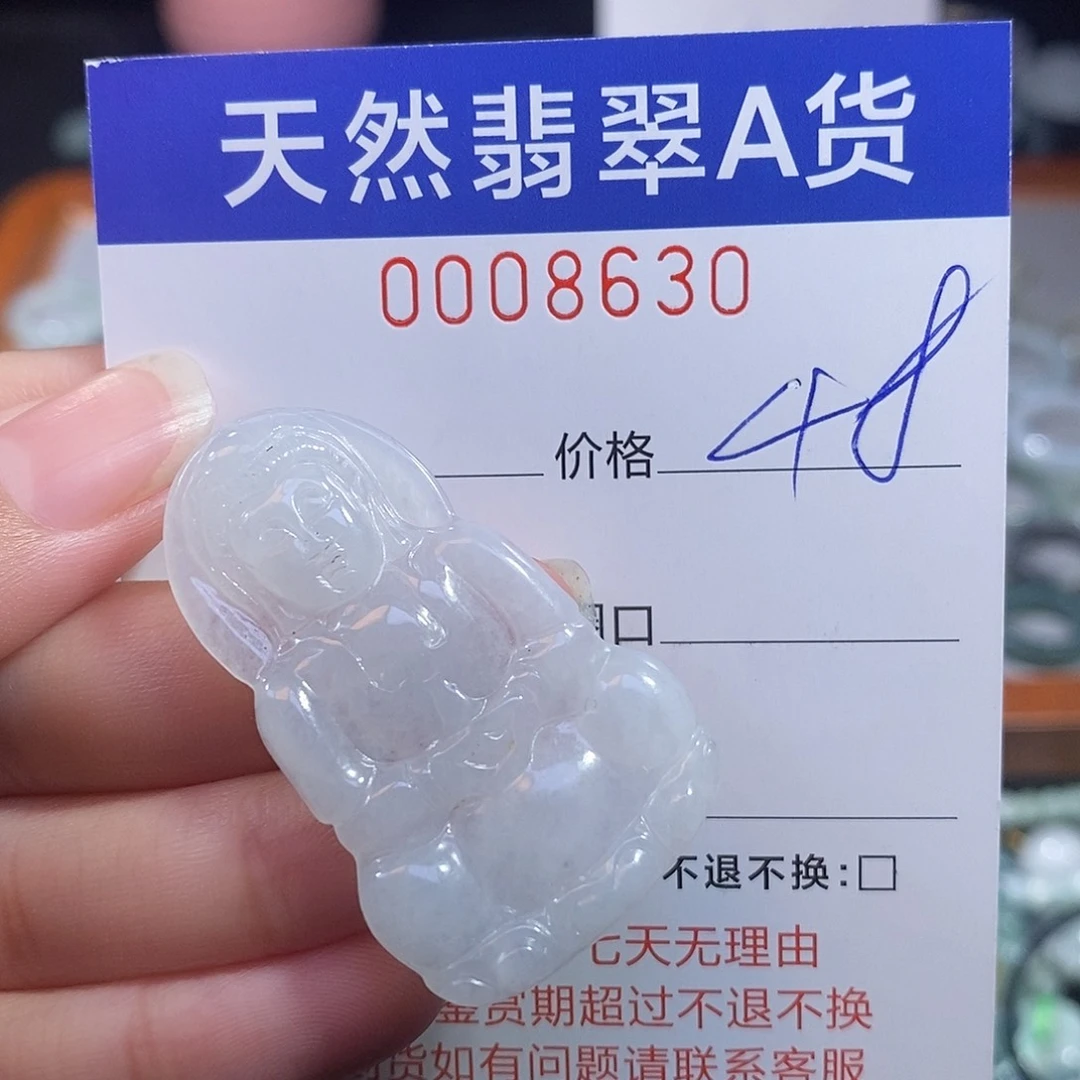 天然翡翠A货
0008630
价格 48
口
不退不换:□
七天无理由
鉴赏期超过不退不换
货如有问题请联系客服